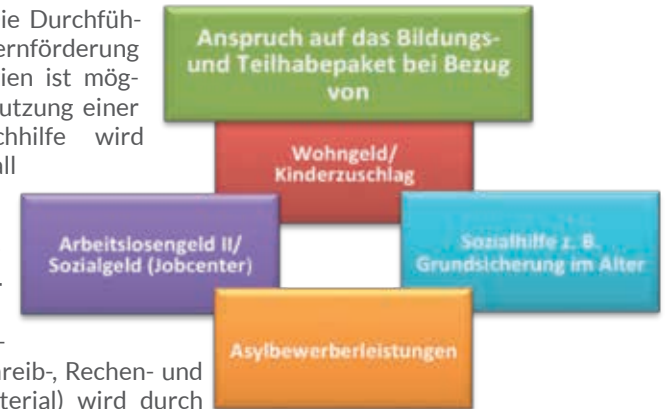 ie Durchfüh-
ernförderung
ien ist mög-
utzung einer
chhilfe wird
all
.
-
reib-, Rechen- und
terial) wird durch
Anspruch auf das Bildungs-
und Teilhabepaket bei Bezug
von
Wohngeld/
Kinderzuschlag
Arbeitslosengeld II/
Sozialgeld (Jobcenter)
Sozialhilfe z. B.
Grundsicherung im Alter
Asylbewerberleistungen